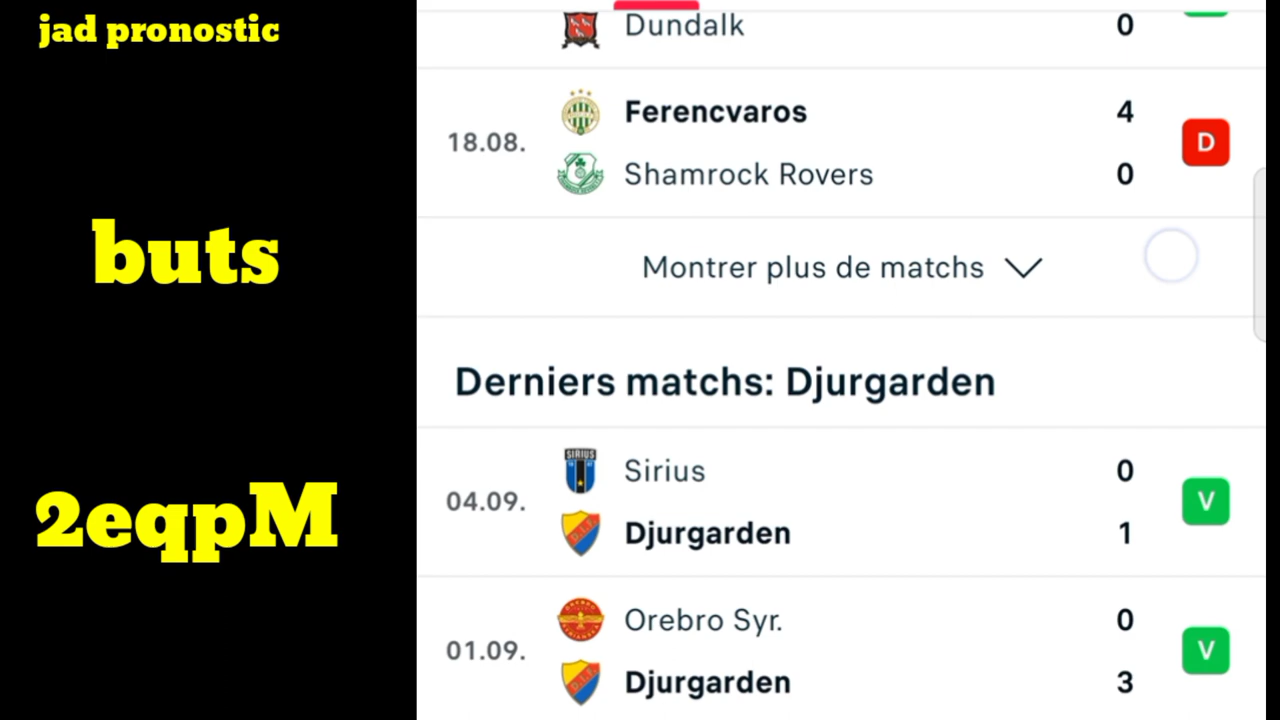 jad pronostic
buts
2eqpM
Dundalk 0
18.08.
Ferencvaros 4
Shamrock Rovers 0
D
Montrer plus de matchs
Derniers matchs: Djurgarden
04.09.
SIRIUS
Sirius 0
Djurgarden 1
V
01.09.
Orebro Syr. 0
Djurgarden 3
V